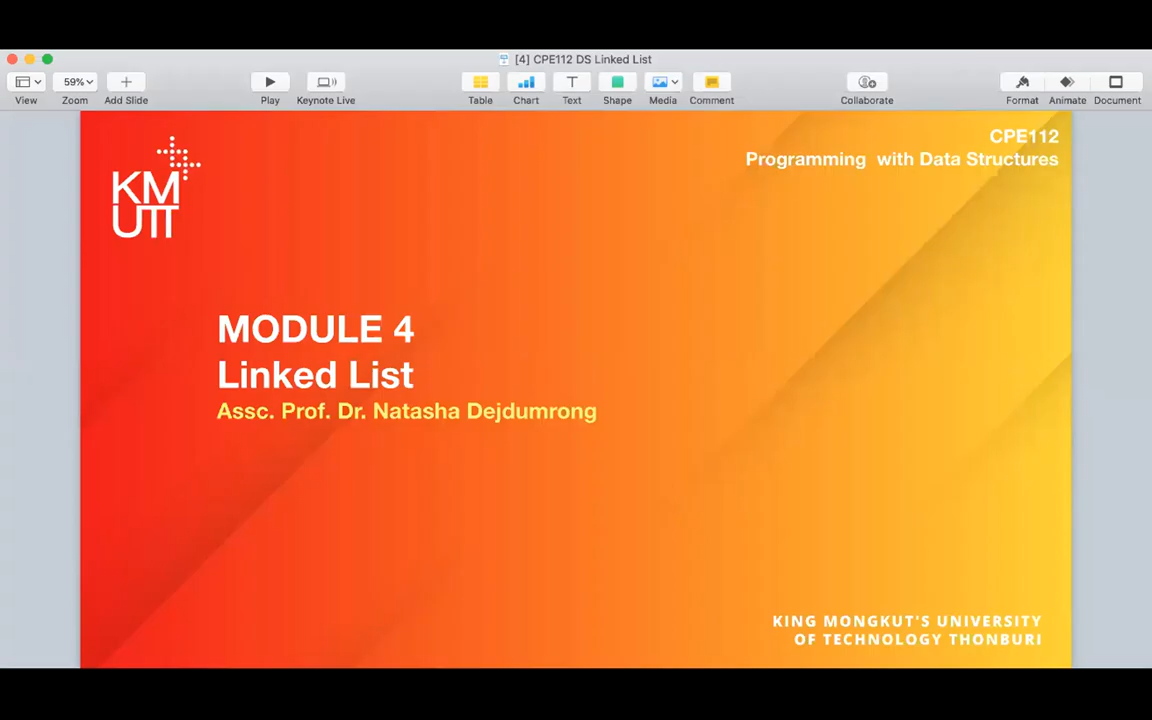 [4] CPE112 DS Linked List
59%
View
Zoom
Add Slide
Play
Keynote Live
Table
Chart
Text
Shape
Media
Comment
Collaborate
Format
Animate
Document
KM
UTT
CPE112
Programming with Data Structures
MODULE 4
Linked List
Assc. Prof. Dr. Natasha Dejdumrong
KING MONGKUT'S UNIVERSITY
OF TECHNOLOGY THONBURI